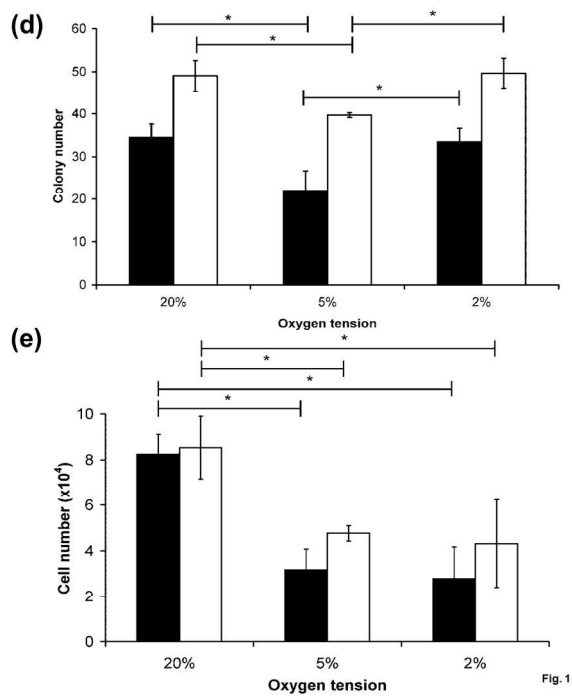 (d)
*
*
*
*
60
50
40
30
20
10
0
Colony number
20% 5% 2%
Oxygen tension
(e)
*
*
*
*
10
8
6
4
2
0
Cell number (x10⁴)
20% 5% 2%
Oxygen tension
Fig. 1